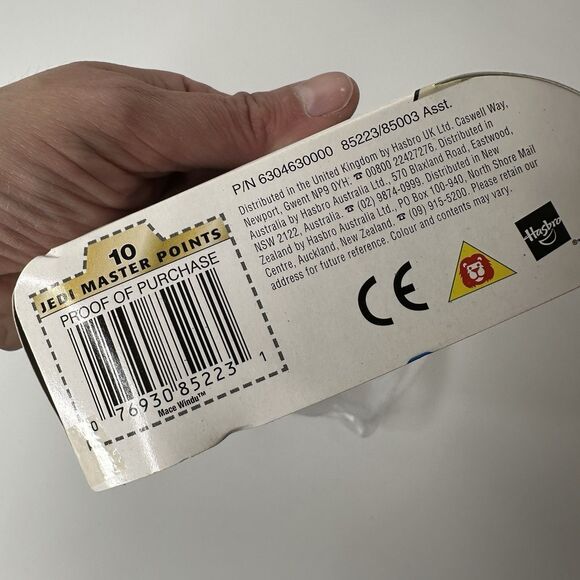 P/N 6304630000 85223/85003 Asst.
Distributed in the United Kingdom by Hasbro UK Ltd. Caswell Way,
Newport, Gwent NP9 0YH. ☎ 00800 22427276. Distributed in
Australia by Hasbro Australia Ltd., 570 Blaxland Road, Eastwood,
NSW 2122, Australia. ☎ (02) 9874-0999. Distributed in New
Zealand by Hasbro Australia Ltd., PO Box 100-940, North Shore Mail
Centre, Auckland, New Zealand. ☎ (09) 915-5200. Please retain our
address for future reference. Colour and contents may vary.
10
JEDI MASTER POINTS
PROOF OF PURCHASE
0 76930 85223 1
Mace Windu™
CE
Hasbro